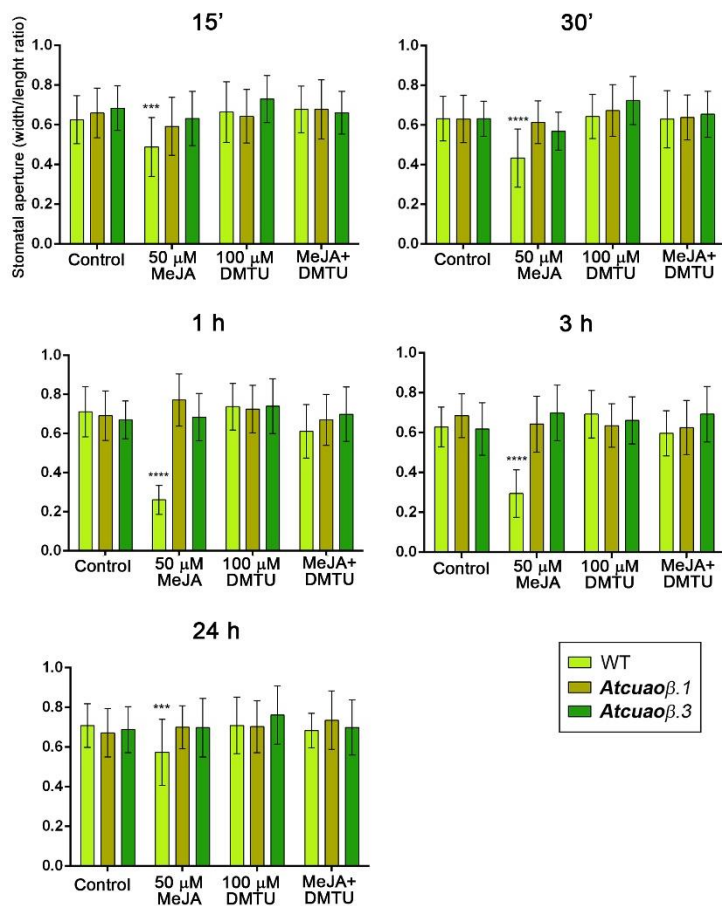 15’
30’
Stomatal aperture (width/lenght ratio)
1.0
0.8
0.6
0.4
0.2
0.0
***
Control
50 μM
MeJA
100 μM
DMTU
MeJA+
DMTU
1.0
0.8
0.6
0.4
0.2
0.0
****
Control
50 μM
MeJA
100 μM
DMTU
MeJA+
DMTU
1 h
3 h
1.0
0.8
0.6
0.4
0.2
0.0
****
Control
50 μM
MeJA
100 μM
DMTU
MeJA+
DMTU
1.0
0.8
0.6
0.4
0.2
0.0
****
Control
50 μM
MeJA
100 μM
DMTU
MeJA+
DMTU
24 h
1.0
0.8
0.6
0.4
0.2
0.0
***
Control
50 μM
MeJA
100 μM
DMTU
MeJA+
DMTU
WT
Atcuaoβ.1
Atcuaoβ.3